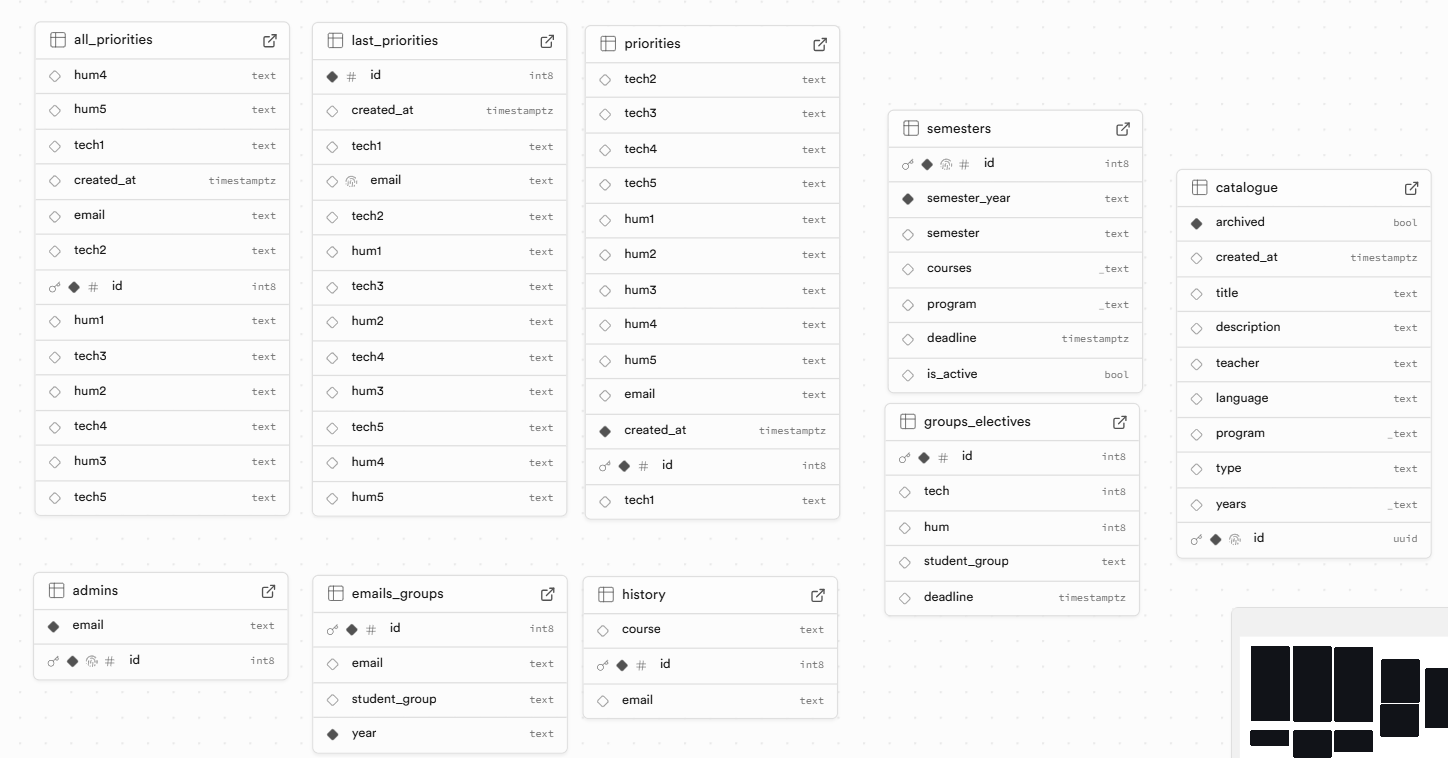 all_priorities
hum4 text
hum5 text
tech1 text
created_at timestamptz
email text
tech2 text
# id int8
hum1 text
tech3 text
hum2 text
tech4 text
hum3 text
tech5 text
last_priorities
# id int8
created_at timestamptz
tech1 text
email text
tech2 text
hum1 text
tech3 text
hum2 text
tech4 text
hum3 text
tech5 text
hum4 text
hum5 text
priorities
tech2 text
tech3 text
tech4 text
tech5 text
hum1 text
hum2 text
hum3 text
hum4 text
hum5 text
email text
created_at timestamptz
# id int8
tech1 text
semesters
# id int8
semester_year text
semester text
courses _text
program _text
deadline timestamptz
is_active bool
groups_electives
# id int8
tech int8
hum int8
student_group text
deadline timestamptz
catalogue
archived bool
created_at timestamptz
title text
description text
teacher text
language text
program _text
type text
years _text
id uuid
admins
email text
# id int8
emails_groups
# id int8
email text
student_group text
year text
history
course text
# id int8
email text